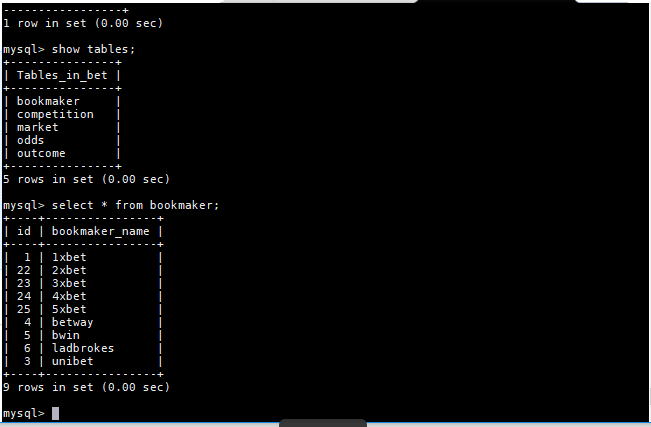 ----------------+
1 row in set (0.00 sec)
mysql> show tables;
+---------------+
| Tables_in_bet |
+---------------+
| bookmaker     |
| competition   |
| market        |
| odds          |
| outcome       |
+---------------+
5 rows in set (0.00 sec)
mysql> select * from bookmaker;
+----+----------------+
| id | bookmaker_name |
+----+----------------+
|  1 | 1xbet          |
| 22 | 2xbet          |
| 23 | 3xbet          |
| 24 | 4xbet          |
| 25 | 5xbet          |
|  4 | betway         |
|  5 | bwin           |
|  6 | ladbrokes      |
|  3 | unibet         |
+----+----------------+
9 rows in set (0.00 sec)
mysql>